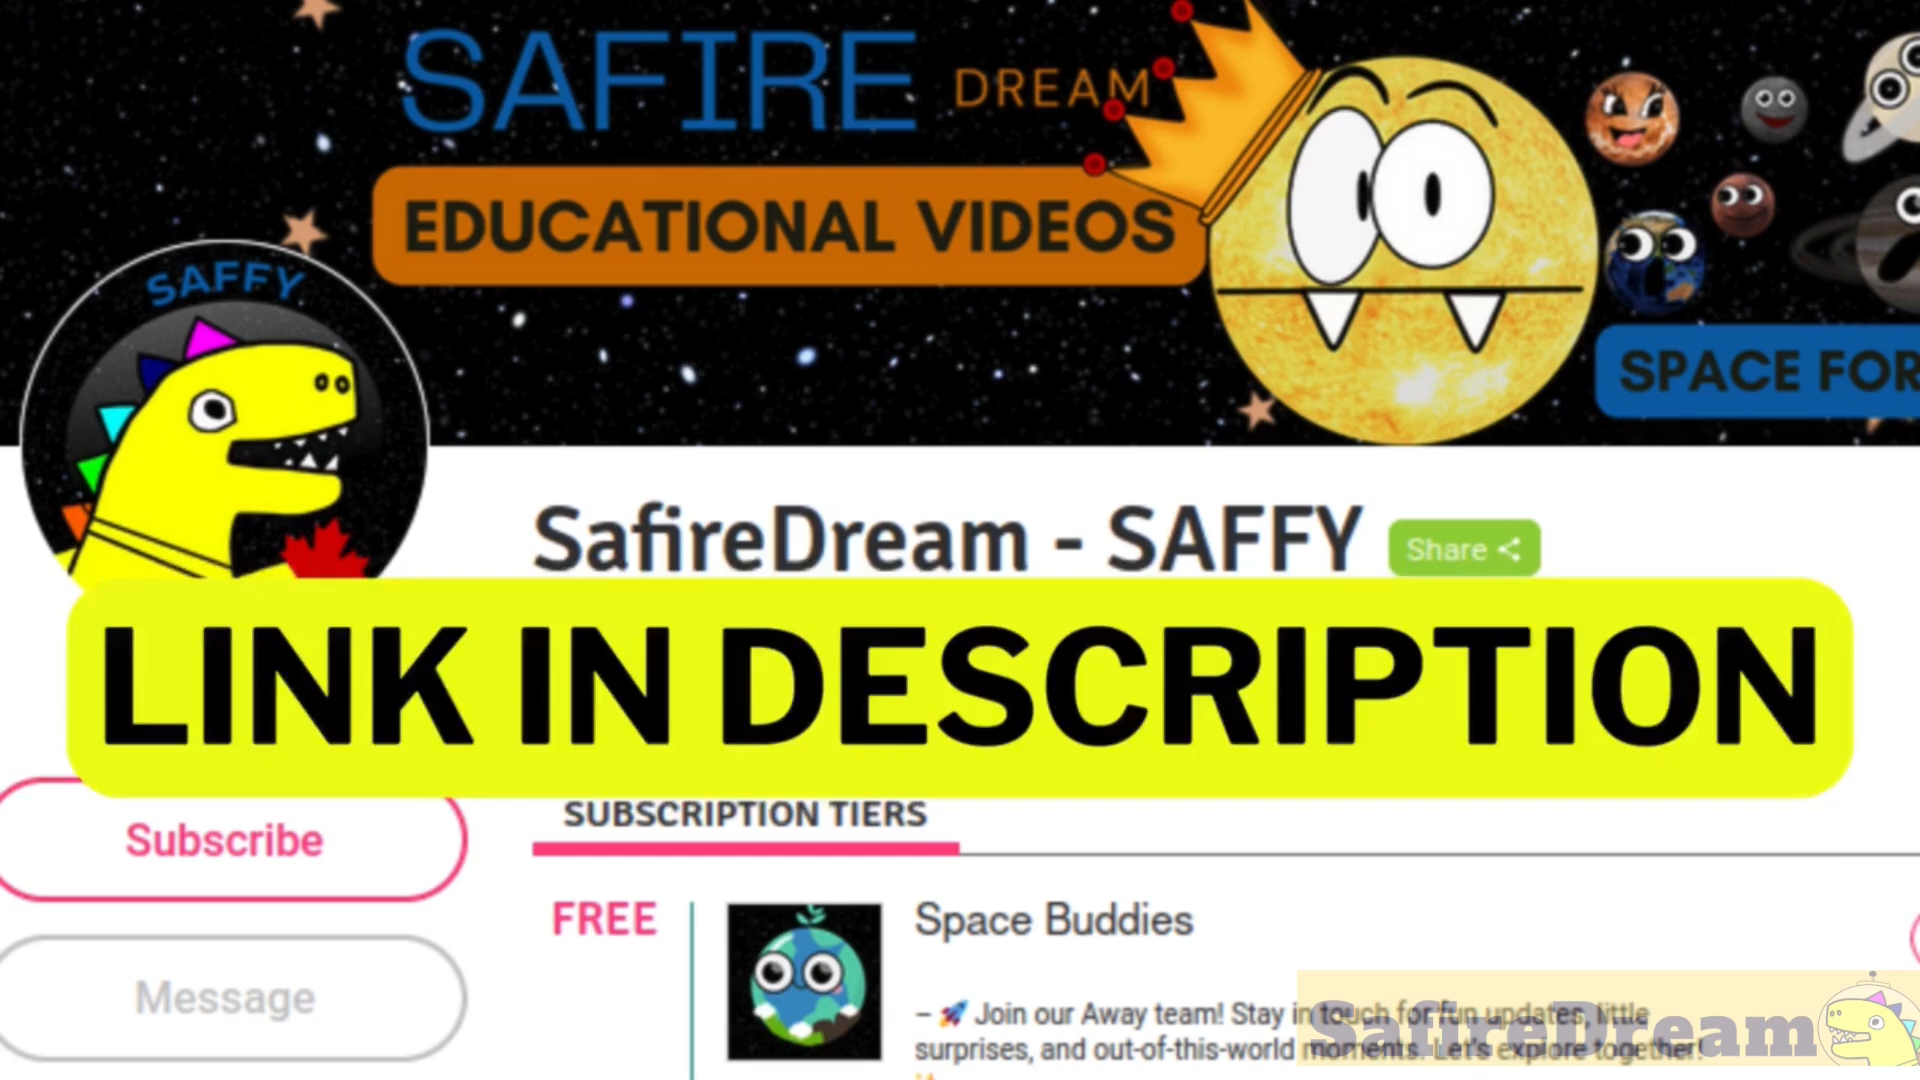 SAFIRE DREAM
EDUCATIONAL VIDEOS
SAFFY
SPACE FOR
SafireDream - SAFFY
Share
LINK IN DESCRIPTION
Subscribe
SUBSCRIPTION TIERS
FREE
Space Buddies
Message
– 🚀 Join our Away team! Stay in touch for fun updates, little
surprises, and out-of-this-world moments. Let's explore together!
SafireDream